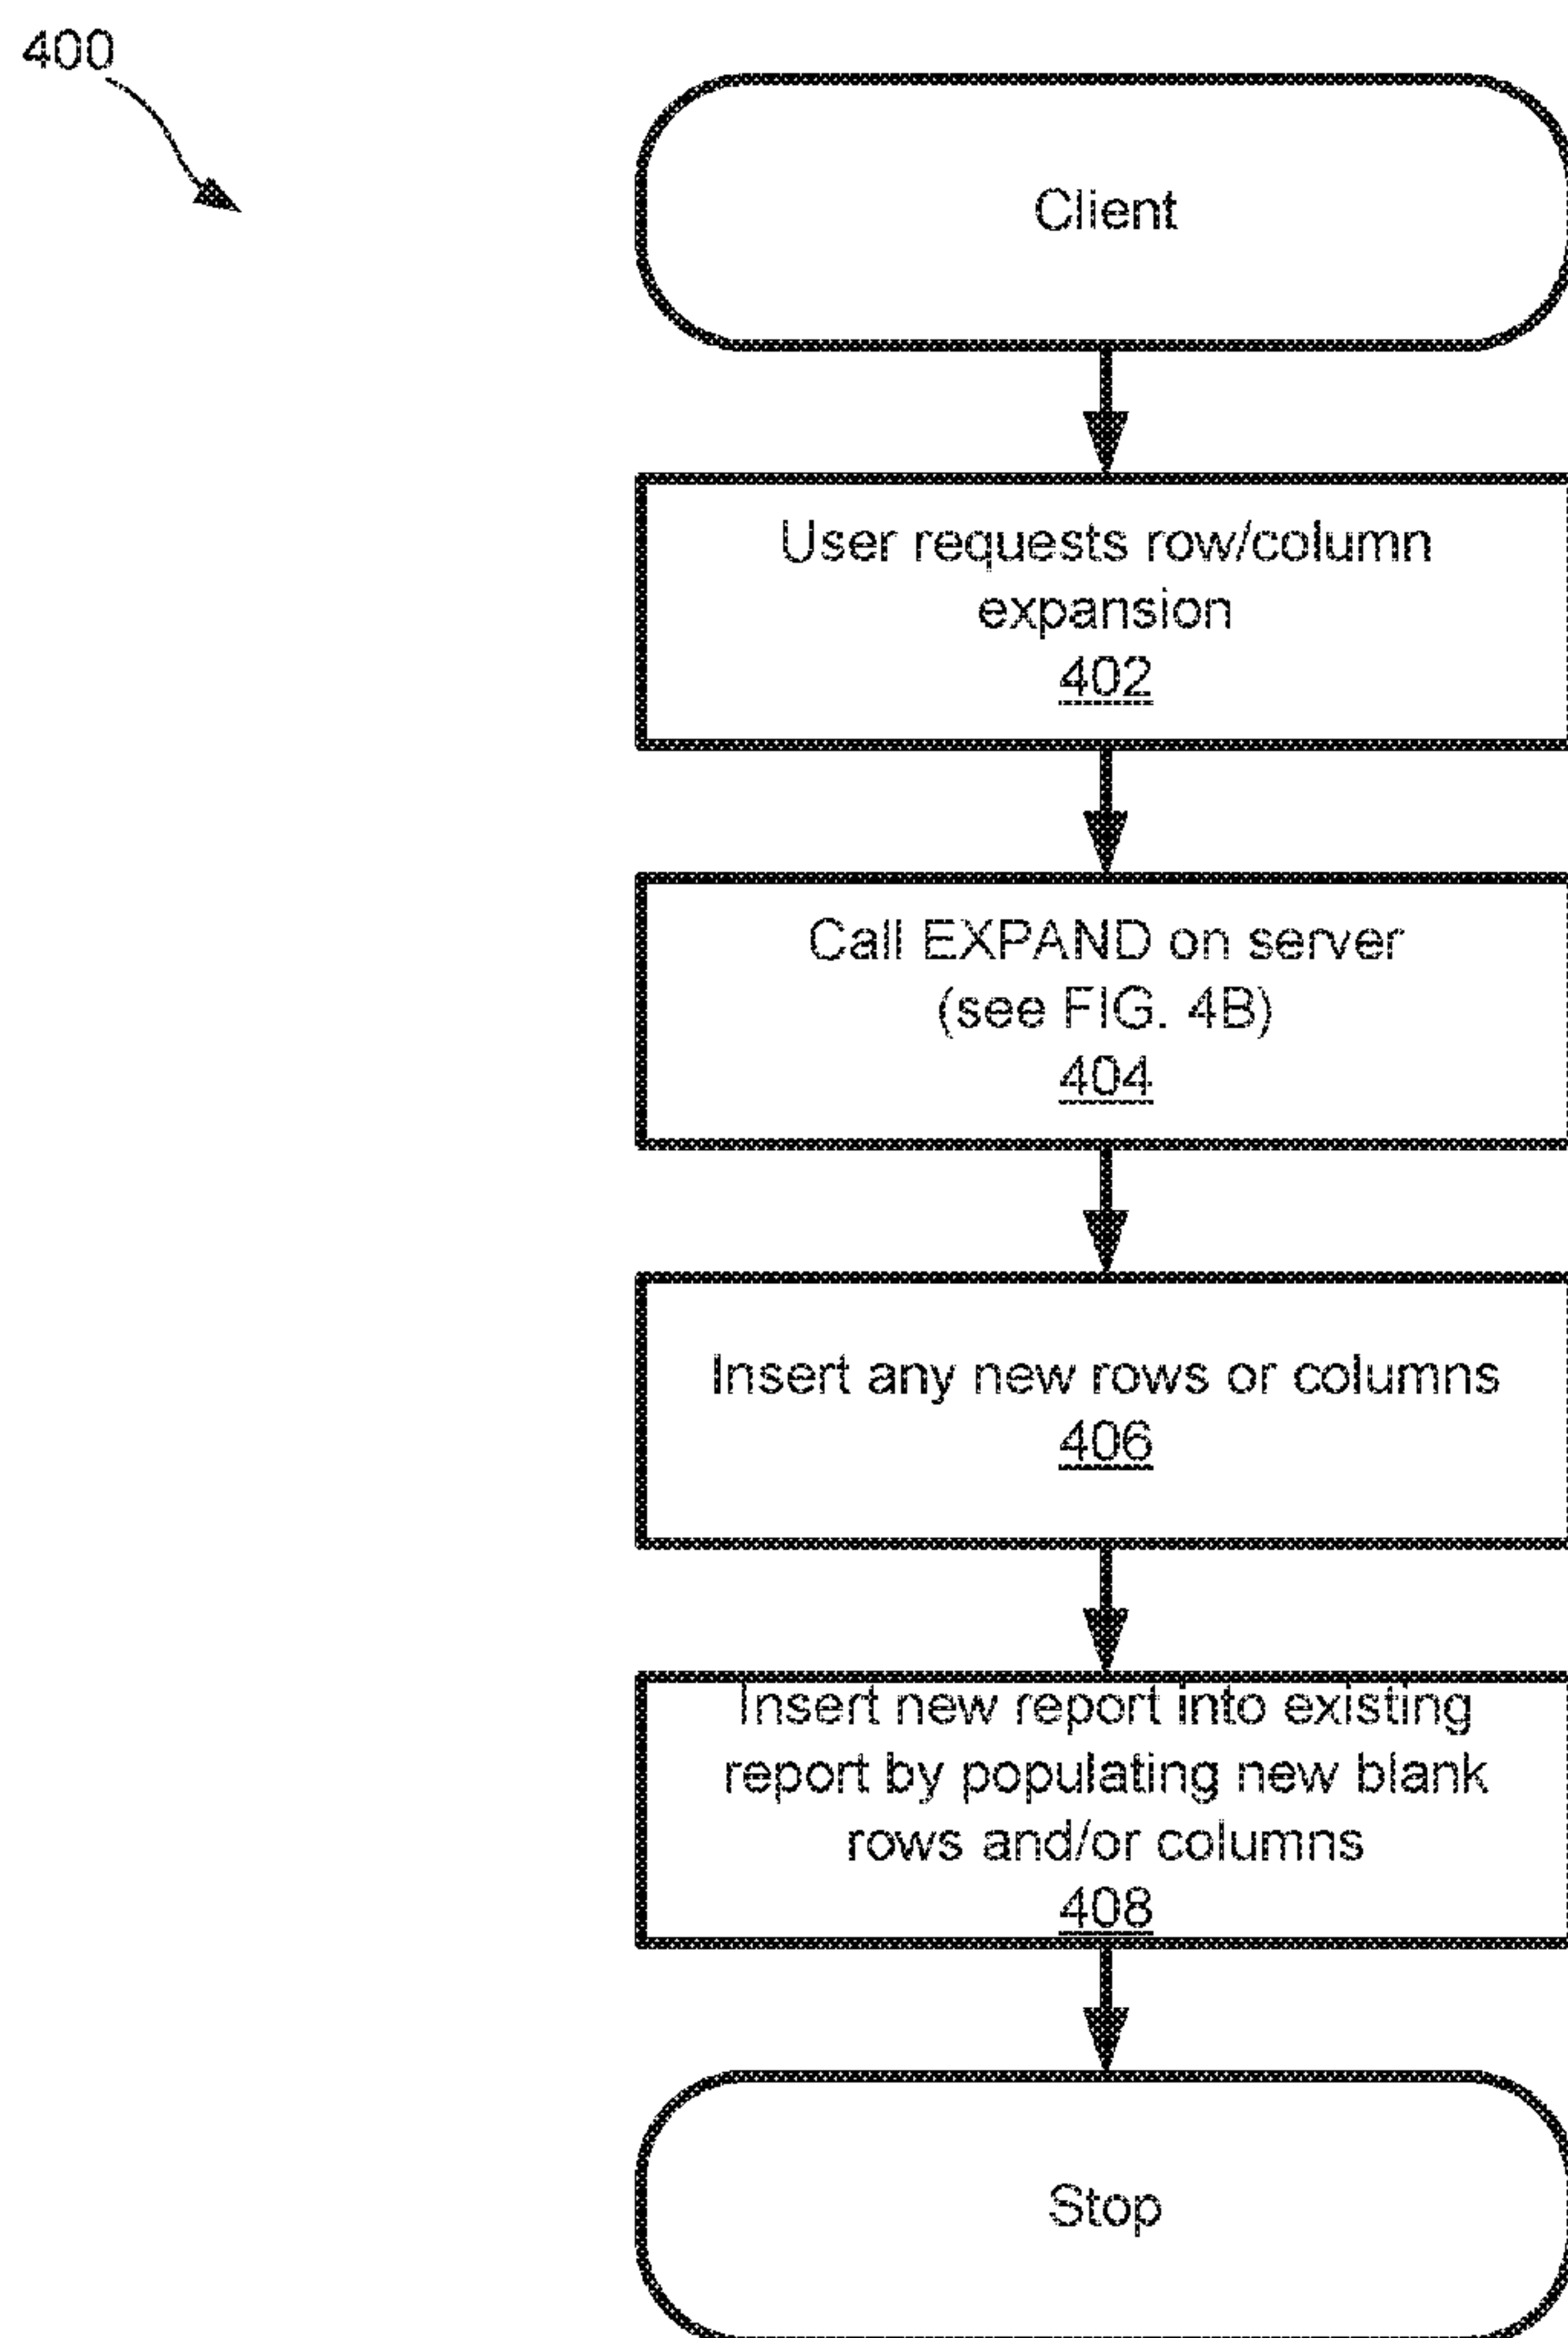 400
Client
User requests row/column
expansion
402
Call EXPAND on server
(see FIG. 4B)
404
Insert any new rows or columns
406
Insert new report into existing
report by populating new blank
rows and/or columns
408
Stop